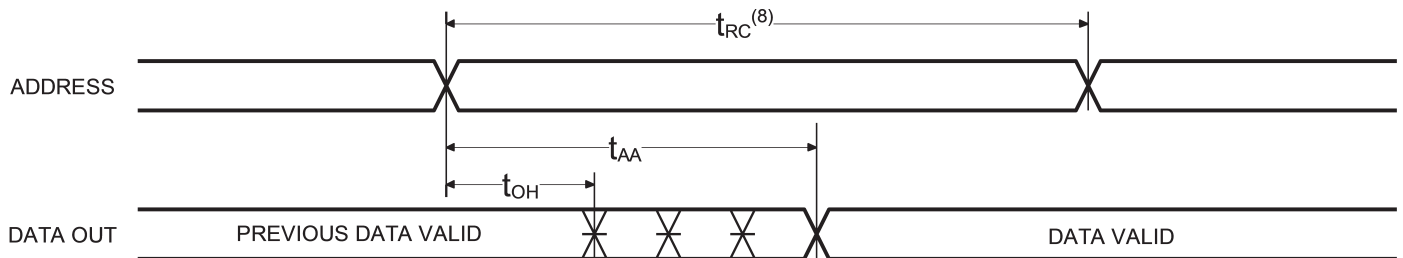 tRC(8)
ADDRESS
tAA
tOH
DATA OUT PREVIOUS DATA VALID DATA VALID